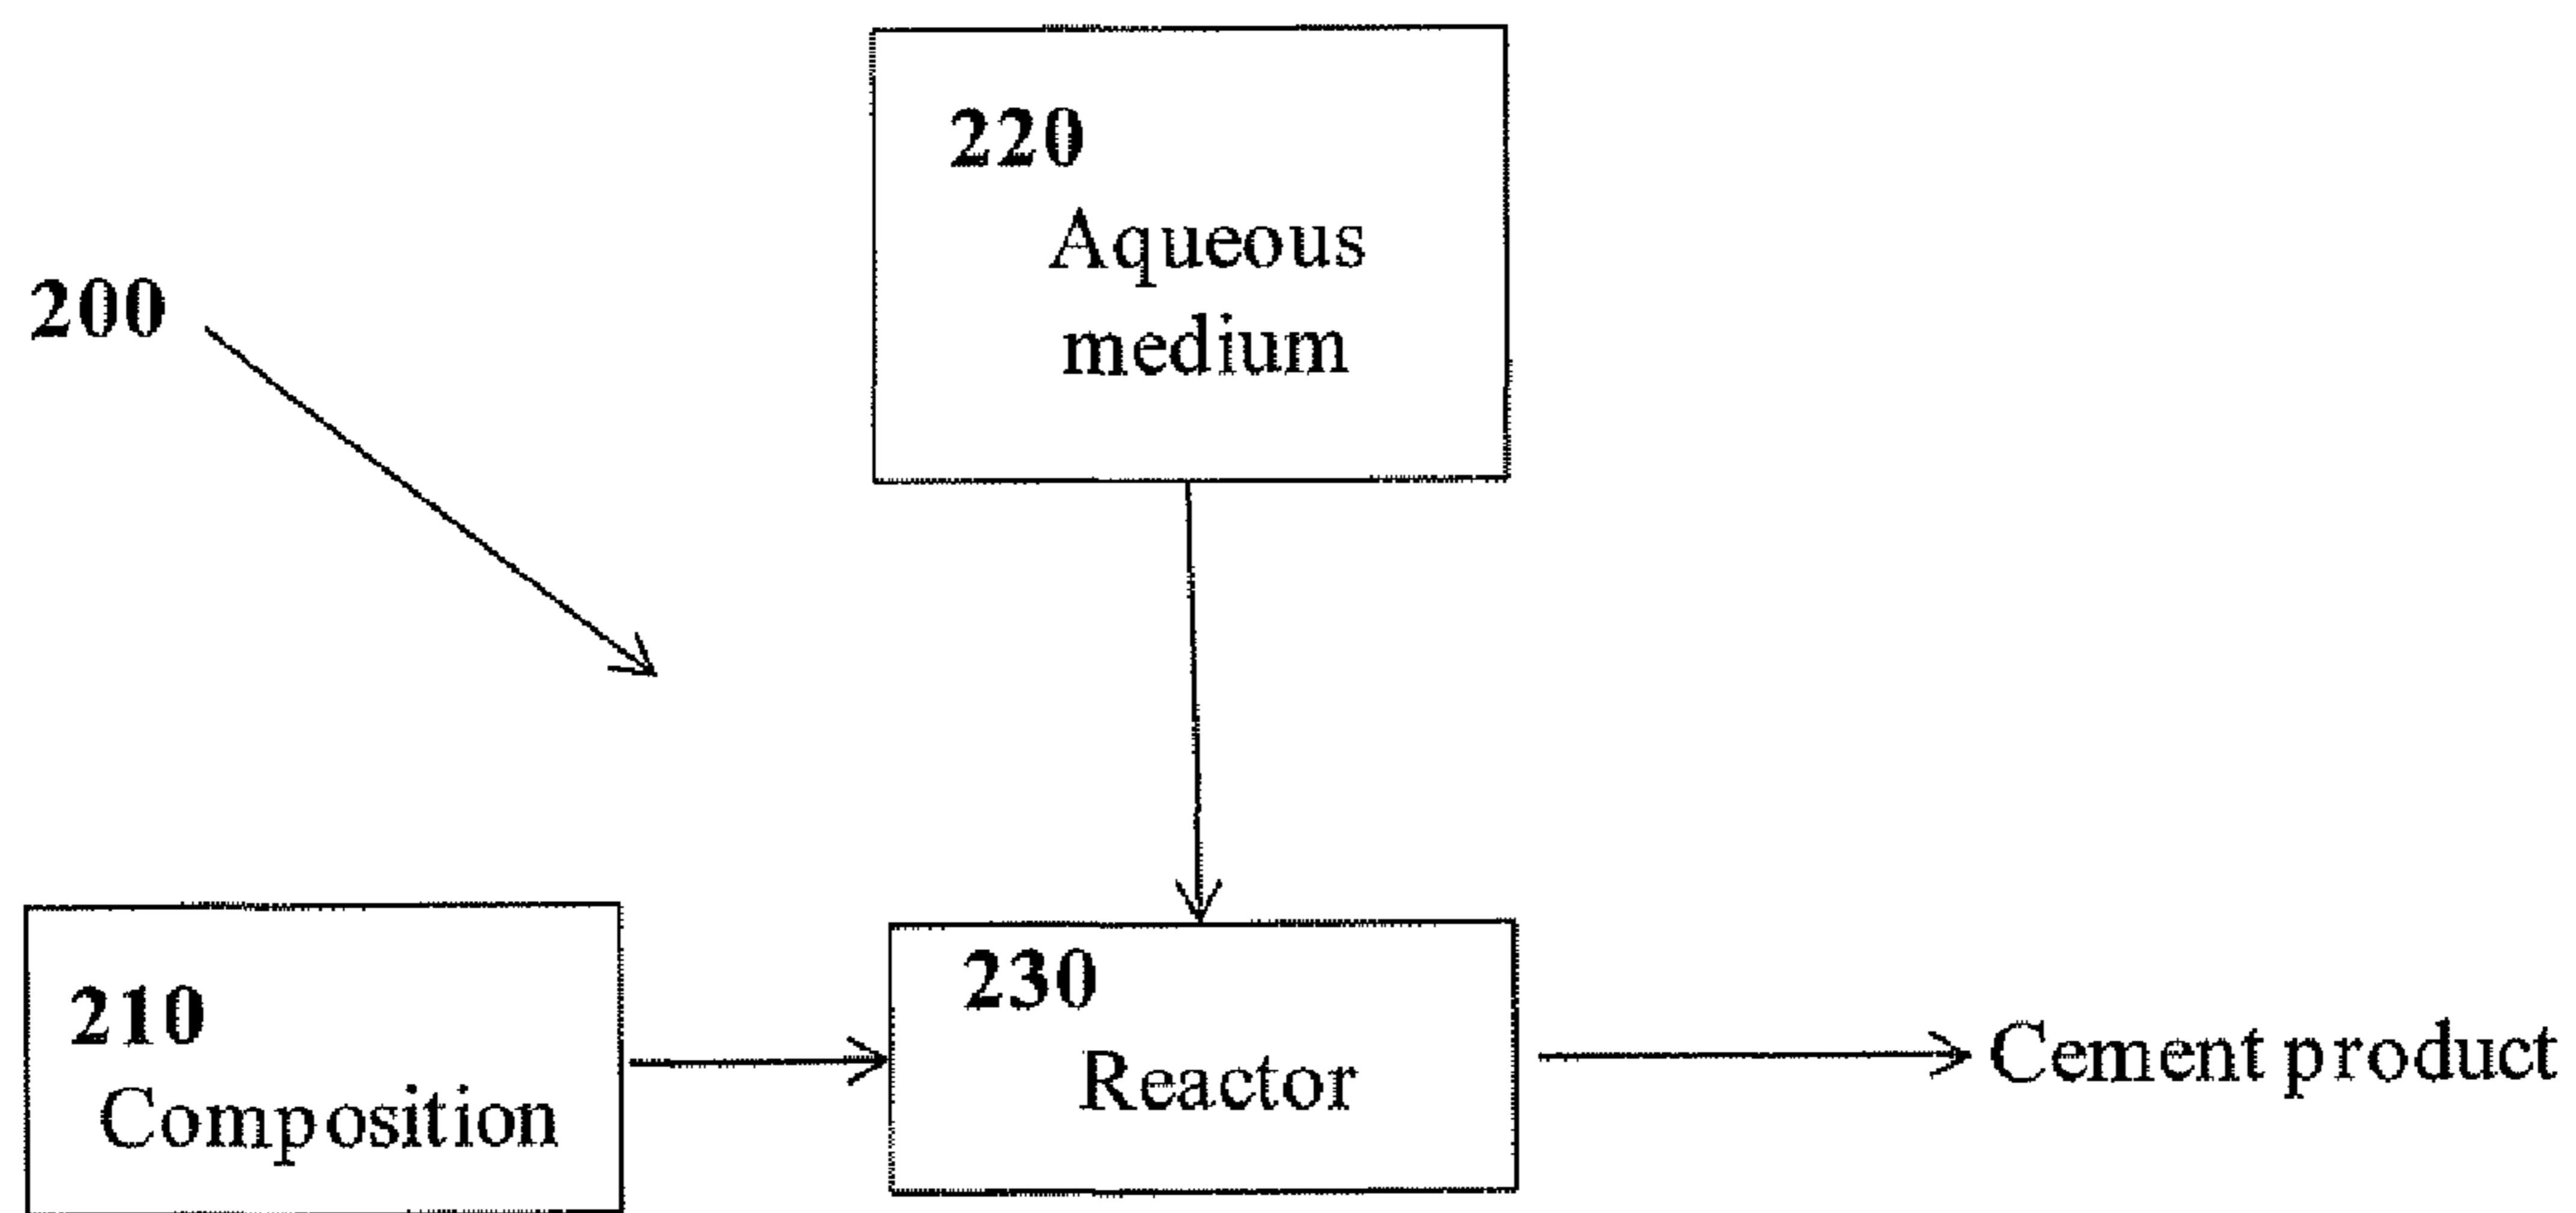 220
Aqueous
medium
200
210
Composition
230
Reactor
Cement product